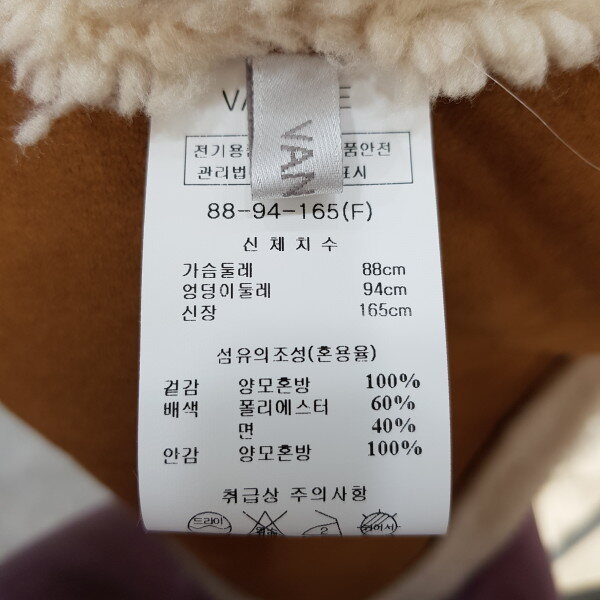 VA E
VAN
전기용 품안전
관리법 표시
88-94-165(F)
신체치수
가슴둘레 88cm
엉덩이둘레 94cm
신장 165cm
섬유의조성(혼용율)
겉감 양모혼방 100%
배색 폴리에스터 60%
면 40%
안감 양모혼방 100%
취급상 주의사항
드라이 2